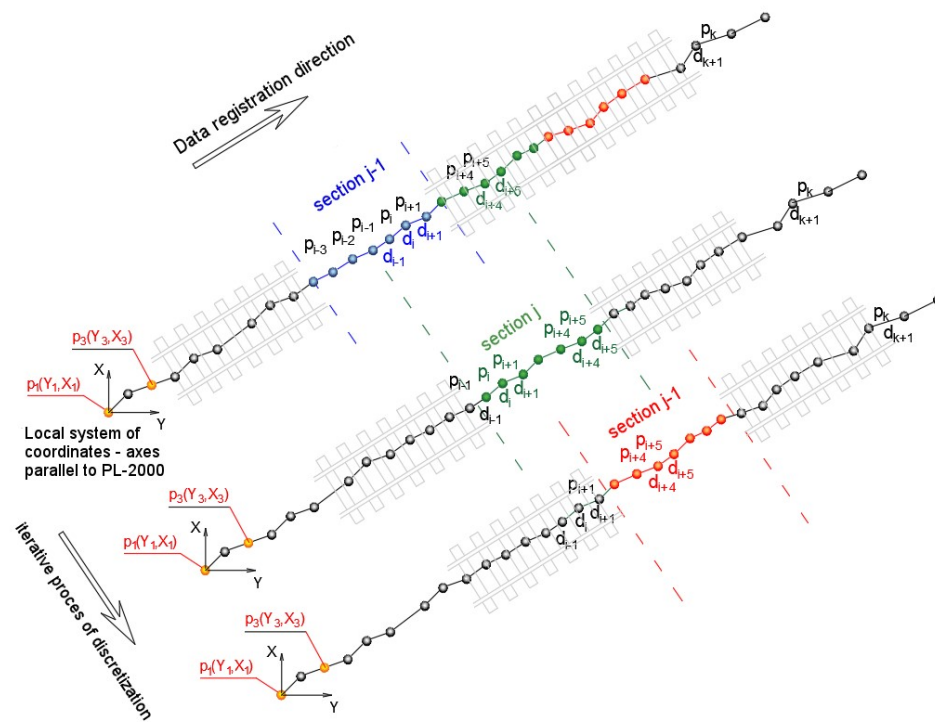 Data registration direction
section j-1
p_{i-3}
p_{i-2}
p_{i-1}
p_i
p_{i+1}
p_{i+4}
p_{i+5}
p_k
d_{k+1}
d_{i-1}
d_i
d_{i+1}
d_{i+4}
d_{i+5}
p_3(Y_3,X_3)
p_1(Y_1,X_1)
X
Y
Local system of
coordinates - axes
parallel to PL-2000
section j
p_{i-1}
p_i
p_{i+1}
p_{i+4}
p_{i+5}
p_k
d_{k+1}
d_{i-1}
d_i
d_{i+1}
d_{i+4}
d_{i+5}
p_3(Y_3,X_3)
p_1(Y_1,X_1)
X
Y
iterative proces of discretization
section j-1
p_{i+1}
p_{i+4}
p_{i+5}
p_k
d_{k+1}
d_{i-1}
d_i
d_{i+1}
d_{i+4}
d_{i+5}
p_3(Y_3,X_3)
p_1(Y_1,X_1)
X
Y